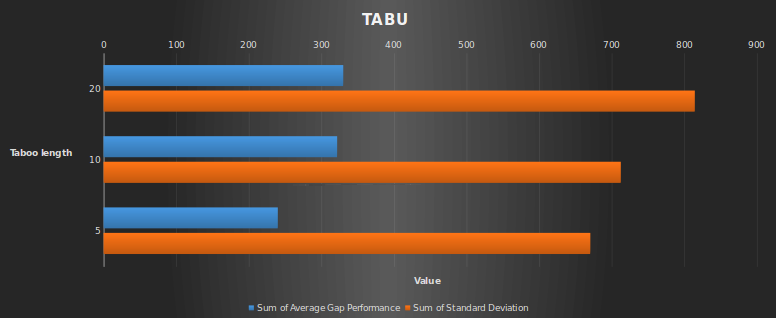 TABU
0 100 200 300 400 500 600 700 800 900
20
Taboo length
10
5
Value
Sum of Average Gap Performance Sum of Standard Deviation